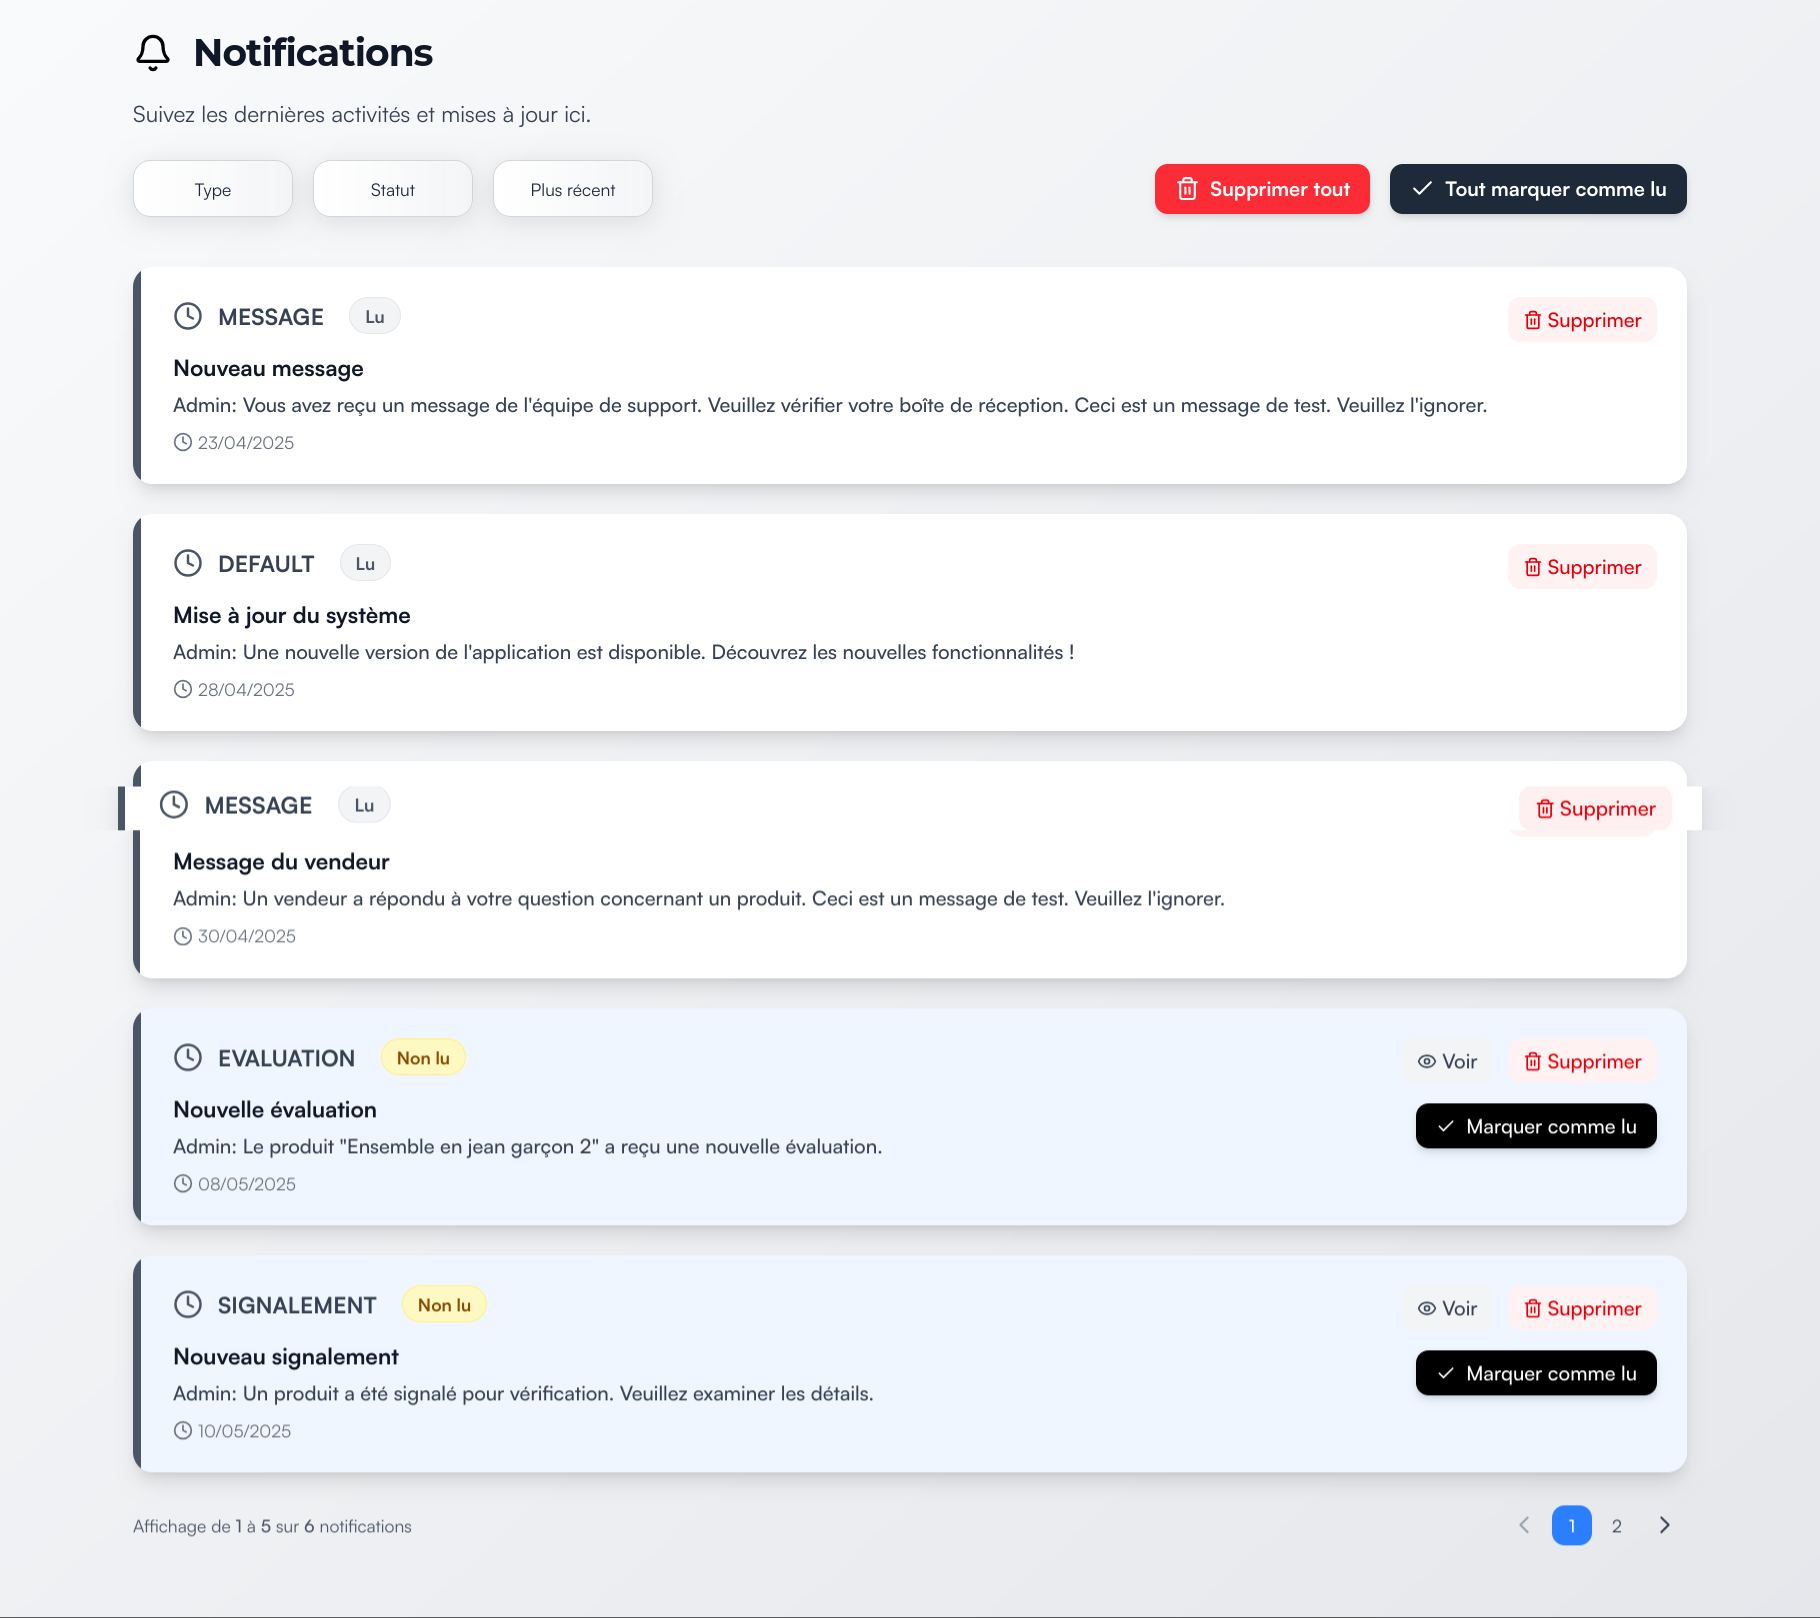 Notifications
Suivez les dernières activités et mises à jour ici.
Type Statut Plus récent Supprimer tout Tout marquer comme lu
MESSAGE Lu Supprimer
Nouveau message
Admin: Vous avez reçu un message de l'équipe de support. Veuillez vérifier votre boîte de réception. Ceci est un message de test. Veuillez l'ignorer.
23/04/2025
DEFAULT Lu Supprimer
Mise à jour du système
Admin: Une nouvelle version de l'application est disponible. Découvrez les nouvelles fonctionnalités !
28/04/2025
MESSAGE Lu Supprimer
Message du vendeur
Admin: Un vendeur a répondu à votre question concernant un produit. Ceci est un message de test. Veuillez l'ignorer.
30/04/2025
EVALUATION Non lu Voir Supprimer
Nouvelle évaluation
Marquer comme lu
Admin: Le produit "Ensemble en jean garçon 2" a reçu une nouvelle évaluation.
08/05/2025
SIGNALEMENT Non lu Voir Supprimer
Nouveau signalement
Marquer comme lu
Admin: Un produit a été signalé pour vérification. Veuillez examiner les détails.
10/05/2025
Affichage de 1 à 5 sur 6 notifications 1 2